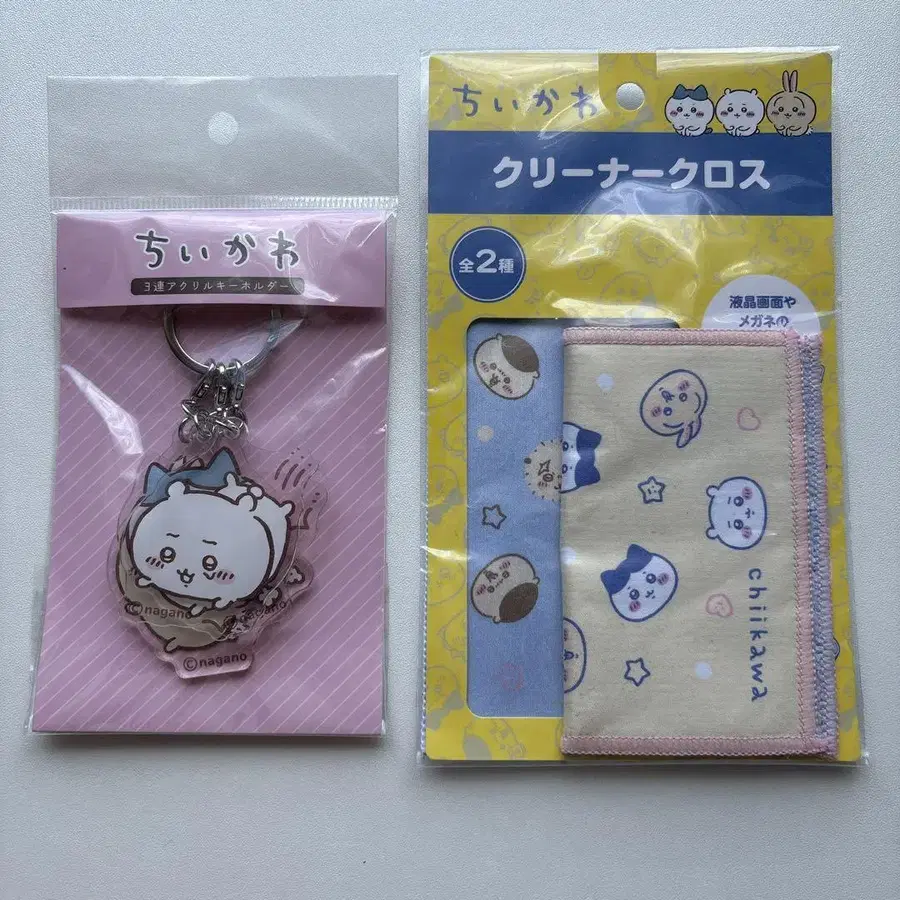 ちいかわ
3連アクリルキーホルダー
©nagano
©nagano
©nagano
ちいかわ
クリーナークロス
全2種
液晶画面や
メガネの
chiikawa